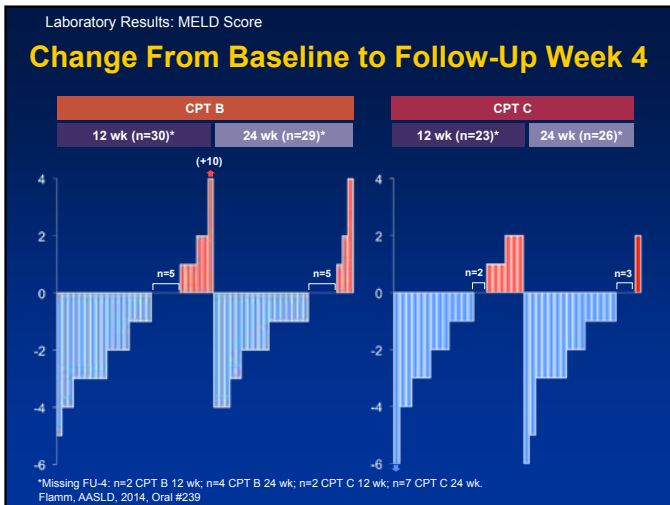 Laboratory Results: MELD Score
Change From Baseline to Follow-Up Week 4
CPT B
CPT C
12 wk (n=30)*
24 wk (n=29)*
12 wk (n=23)*
24 wk (n=26)*
(+10)
4
4
2
2
n=5
n=5
n=2
n=3
0
0
-2
-2
-4
-4
-6
-6
*Missing FU-4: n=2 CPT B 12 wk; n=4 CPT B 24 wk; n=2 CPT C 12 wk; n=7 CPT C 24 wk.
Flamm, AASLD, 2014, Oral #239